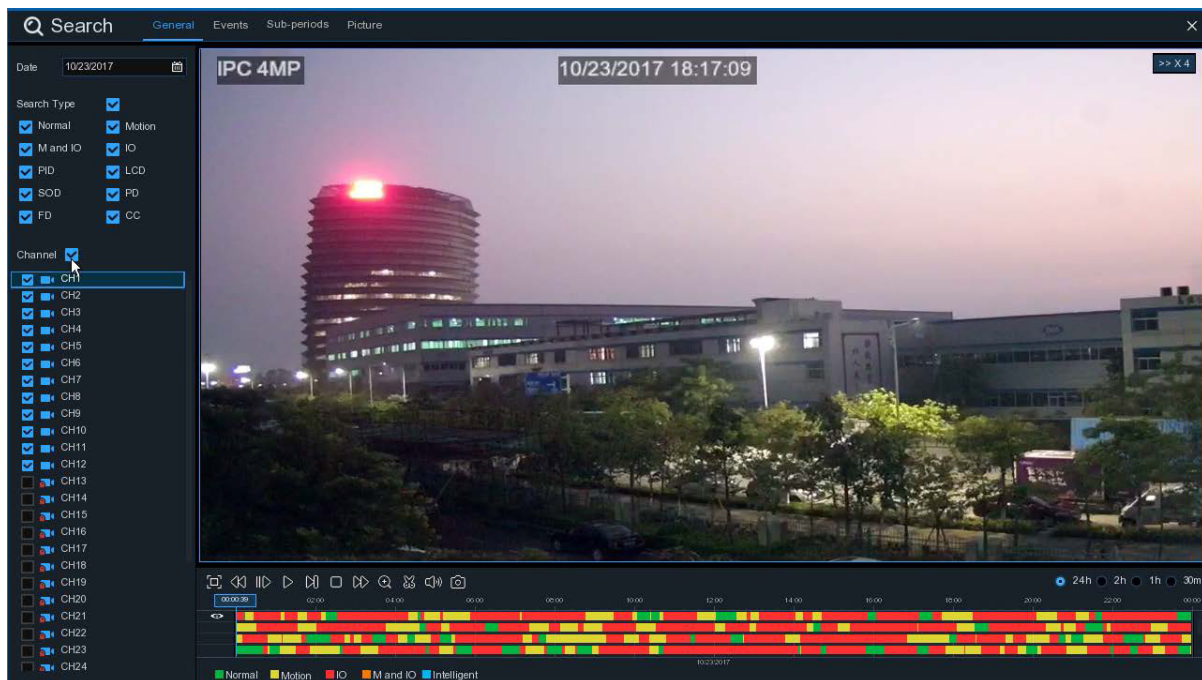 Search General Events Sub-periods Picture
Date 10/23/2017
Search Type
Normal Motion
M and IO IO
PID LCD
SOD PD
FD CC
Channel
CH1
CH2
CH3
CH4
CH5
CH6
CH7
CH8
CH9
CH10
CH11
CH12
CH13
CH14
CH15
CH16
CH17
CH18
CH19
CH20
CH21
CH22
CH23
CH24
IPC 4MP 10/23/2017 18:17:09 >> X 4
24h 2h 1h 30m
00:00:39 02:00 04:00 06:00 08:00 10:00 12:00 14:00 16:00 18:00 20:00 22:00 00:00
10/23/2017
Normal Motion IO M and IO Intelligent